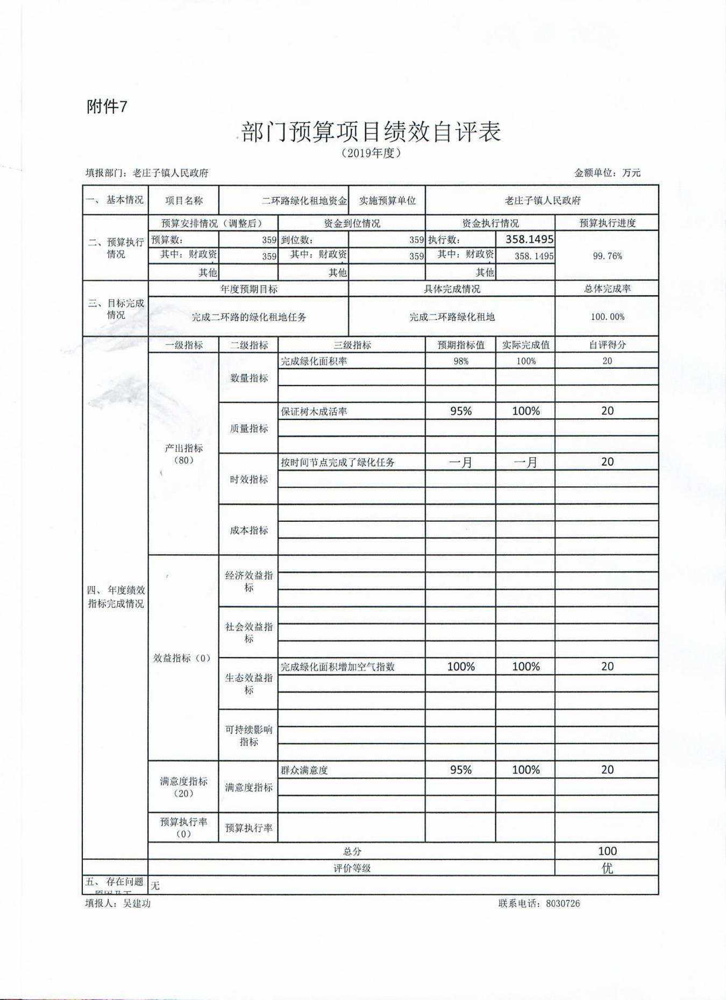 附件7
部门预算项目绩效自评表
（2019年度）
填报部门：老庄子镇人民政府 金额单位：万元
一、 基本情况 项目名称 二环路绿化租地资金 实施预算单位 老庄子镇人民政府
二、预算执行情况 预算安排情况（调整后） 资金到位情况 资金执行情况 预算执行进度
预算数： 359 到位数： 359 执行数： 358.1495 99.76%
其中：财政资 359 其中：财政资 359 其中：财政资 358.1495
其他 其他 其他
三、目标完成情况 年度预期目标 具体完成情况 总体完成率
完成二环路的绿化租地任务 完成二环路绿化租地 100.00%
四、 年度绩效指标完成情况 一级指标 二级指标 三级指标 预期指标值 实际完成值 自评得分
产出指标（80） 数量指标 完成绿化面积率 98% 100% 20
质量指标 保证树木成活率 95% 100% 20
时效指标 按时间节点完成了绿化任务 一月 一月 20
成本指标
效益指标（0） 经济效益指标
社会效益指标
生态效益指标 完成绿化面积增加空气指数 100% 100% 20
可持续影响指标
满意度指标（20） 满意度指标 群众满意度 95% 100% 20
预算执行率（0） 预算执行率
总分 100
评价等级 优
五、 存在问题 无
填报人：吴建功 联系电话：8030726